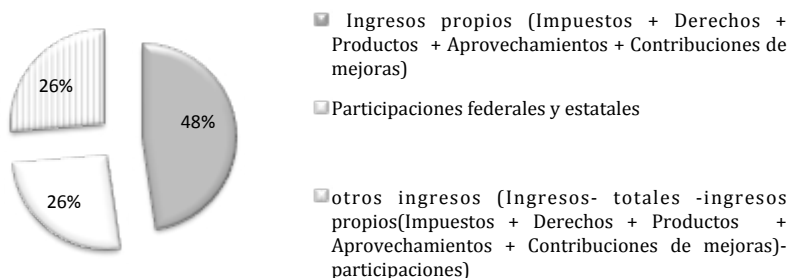 26%
48%
26%
Ingresos propios (Impuestos + Derechos +
Productos + Aprovechamientos + Contribuciones de
mejoras)
Participaciones federales y estatales
otros ingresos (Ingresos- totales -ingresos
propios(Impuestos + Derechos + Productos +
Aprovechamientos + Contribuciones de mejoras)-
participaciones)